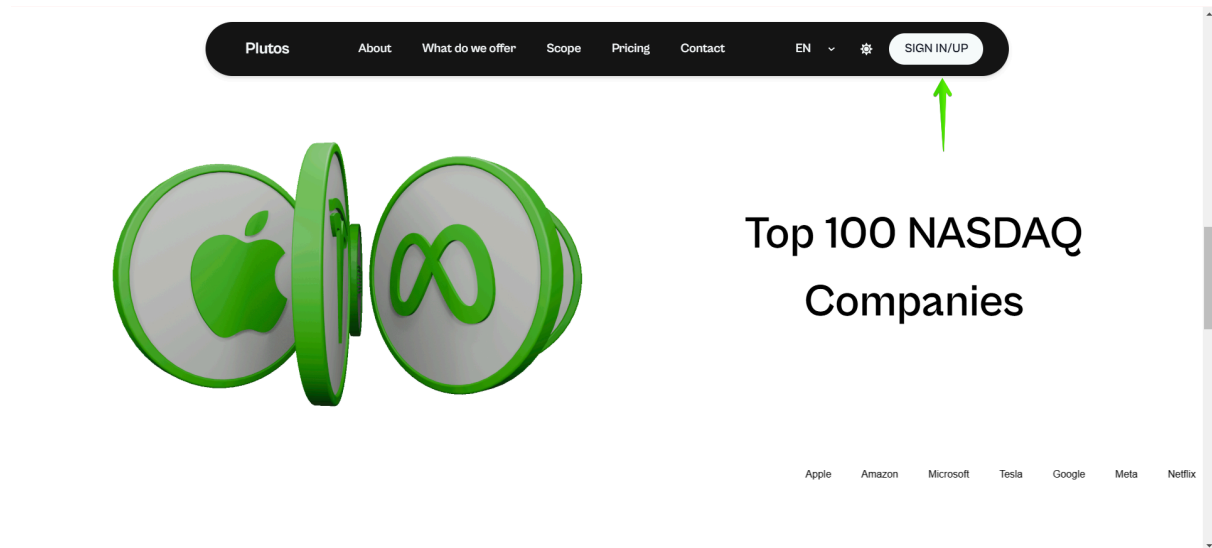 Plutos About What do we offer Scope Pricing Contact EN SIGN IN/UP
Top 100 NASDAQ
Companies
Apple Amazon Microsoft Tesla Google Meta Netflix